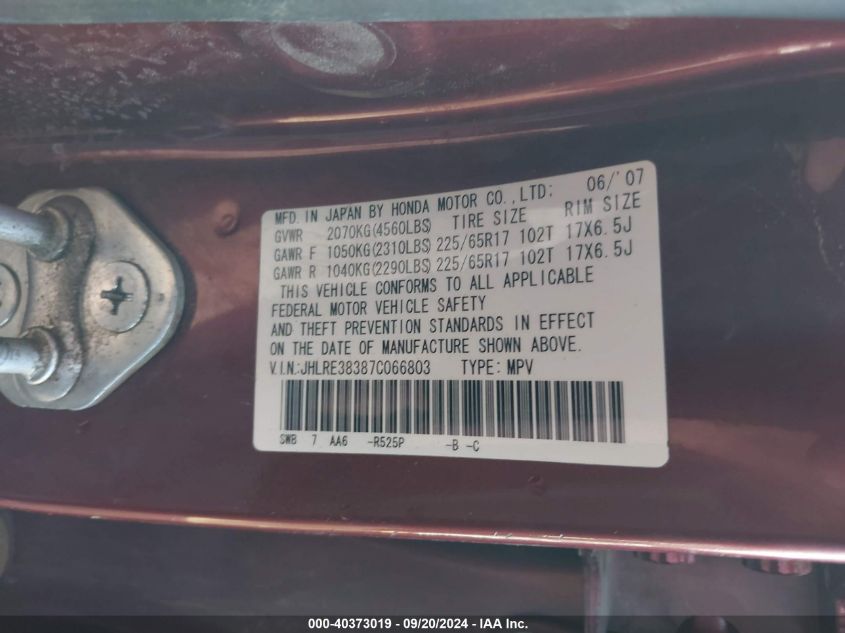 MFD. IN JAPAN BY HONDA MOTOR CO.,LTD: 06/'07
GVWR 2070KG(4560LBS) TIRE SIZE RIM SIZE
GAWR F 1050KG(2310LBS) 225/65R17 102T 17X6.5J
GAWR R 1040KG(2290LBS) 225/65R17 102T 17X6.5J
THIS VEHICLE CONFORMS TO ALL APPLICABLE
FEDERAL MOTOR VEHICLE SAFETY
AND THEFT PREVENTION STANDARDS IN EFFECT
ON THE DATE OF MANUFACTURE SHOWN ABOVE.
V.I.N.:JHLRE38387C066803 TYPE: MPV
SWB 7 AA6 -R525P -B -C
000-40373019 - 09/20/2024 - IAA Inc.